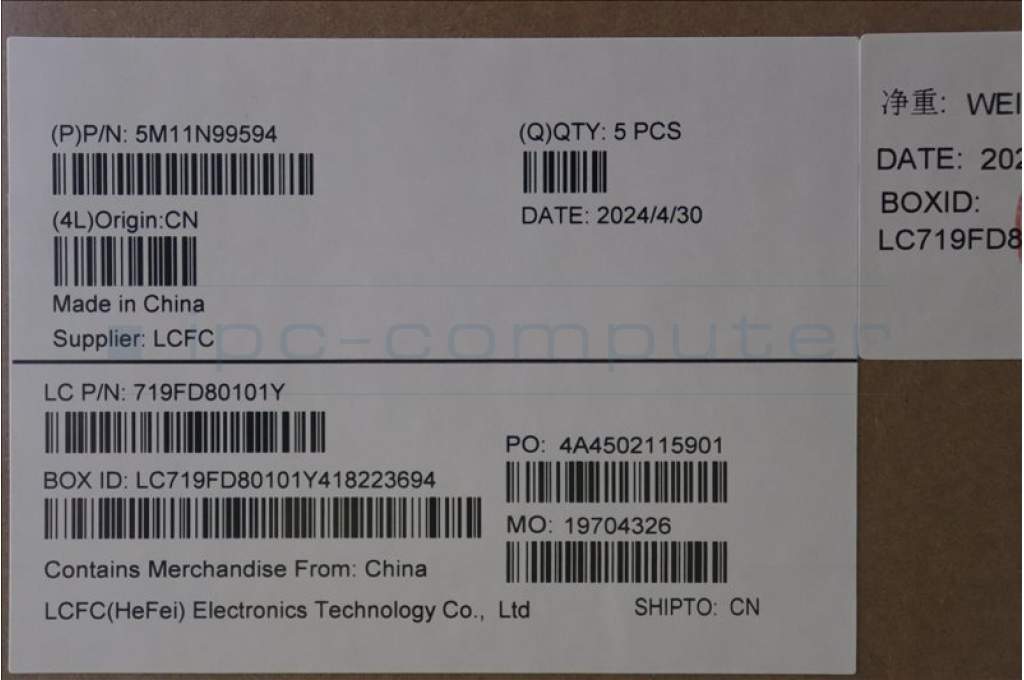 (P)P/N: 5M11N99594
(Q)QTY: 5 PCS
(4L)Origin:CN
DATE: 2024/4/30
Made in China
Supplier: LCFC
ipc-computer
LC P/N: 719FD80101Y
PO: 4A4502115901
BOX ID: LC719FD80101Y418223694
MO: 19704326
Contains Merchandise From: China
LCFC(HeFei) Electronics Technology Co., Ltd
SHIPTO: CN
净重: WEI
DATE: 202
BOXID:
LC719FD8